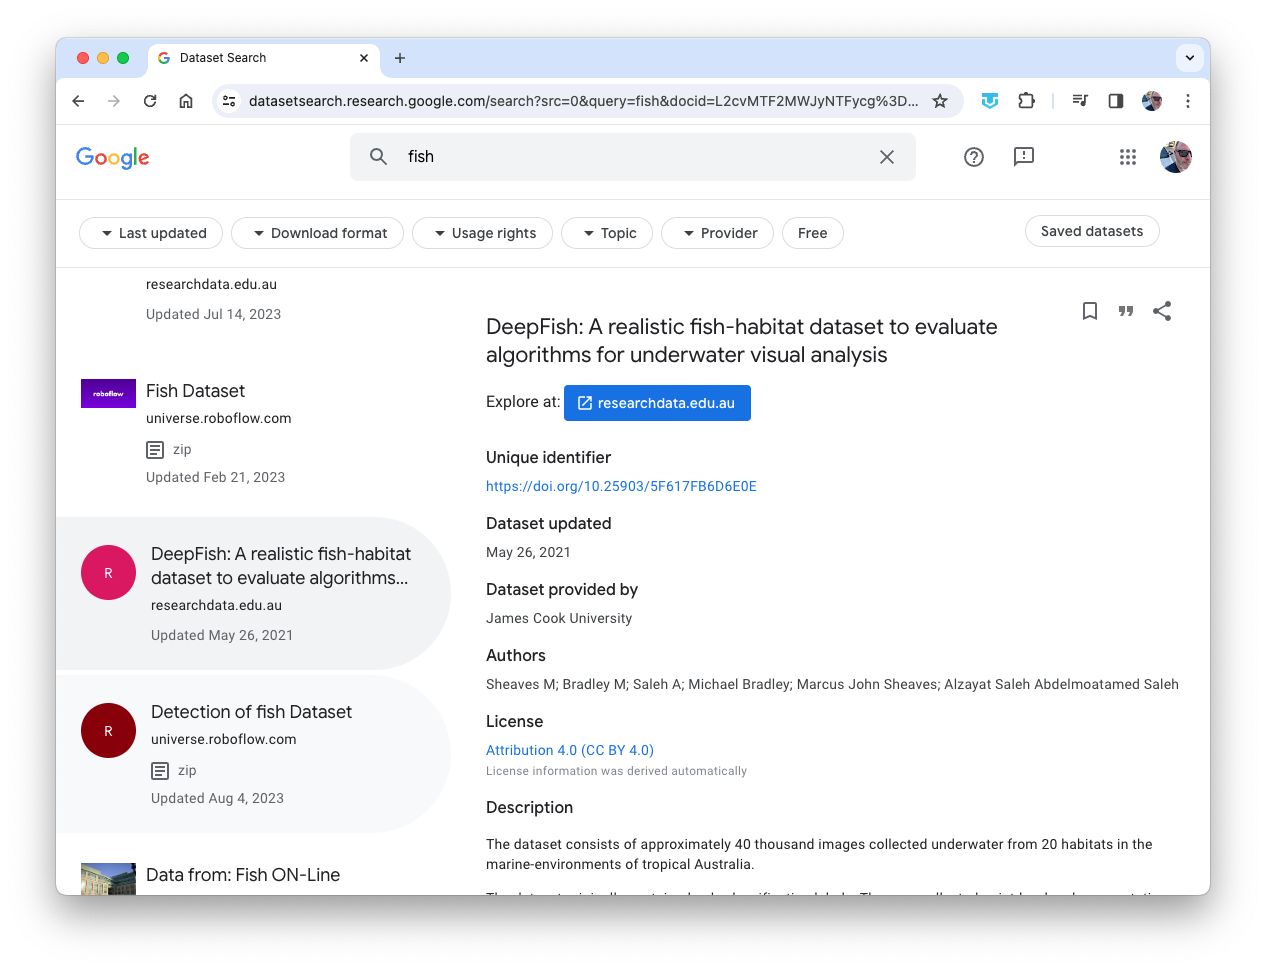 Dataset Search
datasetsearch.research.google.com/search?src=0&query=fish&docid=L2cvMTF2MWJyNTFycg%3D...
Google
fish
Last updated
Download format
Usage rights
Topic
Provider
Free
Saved datasets
researchdata.edu.au
Updated Jul 14, 2023
roboflow
Fish Dataset
universe.roboflow.com
zip
Updated Feb 21, 2023
R
DeepFish: A realistic fish-habitat
dataset to evaluate algorithms...
researchdata.edu.au
Updated May 26, 2021
R
Detection of fish Dataset
universe.roboflow.com
zip
Updated Aug 4, 2023
Data from: Fish ON-Line
DeepFish: A realistic fish-habitat dataset to evaluate
algorithms for underwater visual analysis
Explore at: researchdata.edu.au
Unique identifier
https://doi.org/10.25903/5F617FB6D6E0E
Dataset updated
May 26, 2021
Dataset provided by
James Cook University
Authors
Sheaves M; Bradley M; Saleh A; Michael Bradley; Marcus John Sheaves; Alzayat Saleh Abdelmoatamed Saleh
License
Attribution 4.0 (CC BY 4.0)
License information was derived automatically
Description
The dataset consists of approximately 40 thousand images collected underwater from 20 habitats in the
marine-environments of tropical Australia.